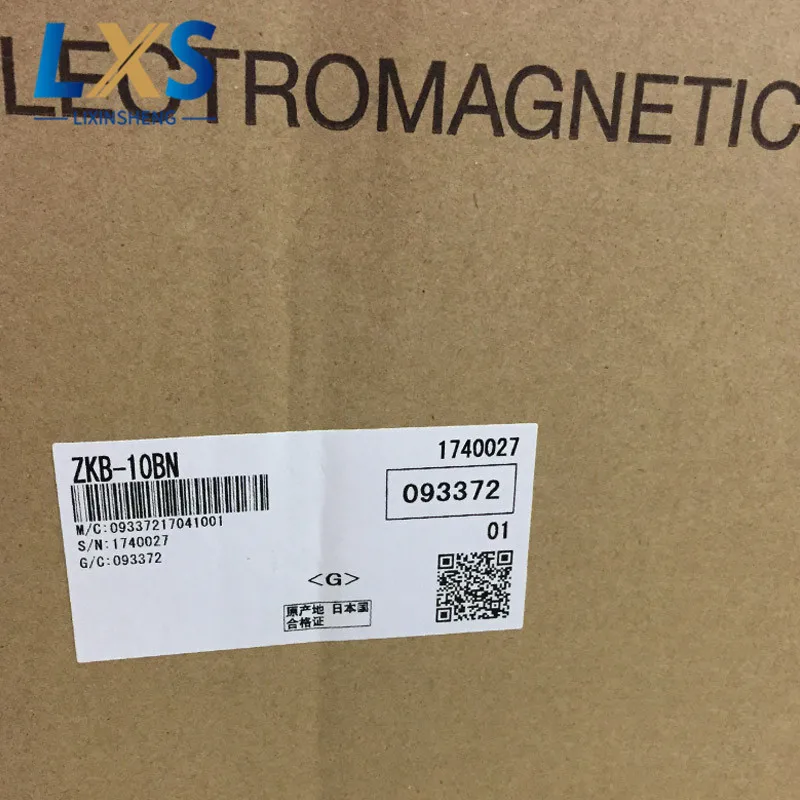 LXS
LECTROMAGNETIC
LIXINSHENG
ZKB-10BN
1740027
093372
M/C:09337217041001
S/N:1740027
G/C:093372
01
<G>
原产地 日本国
合格证